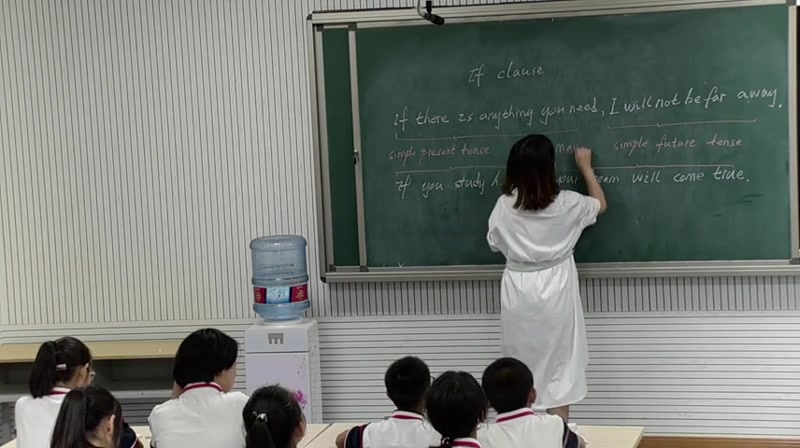 If clause
if there is anything you need, I will not be far away.
simple present tense simple future tense
if you study will come true.